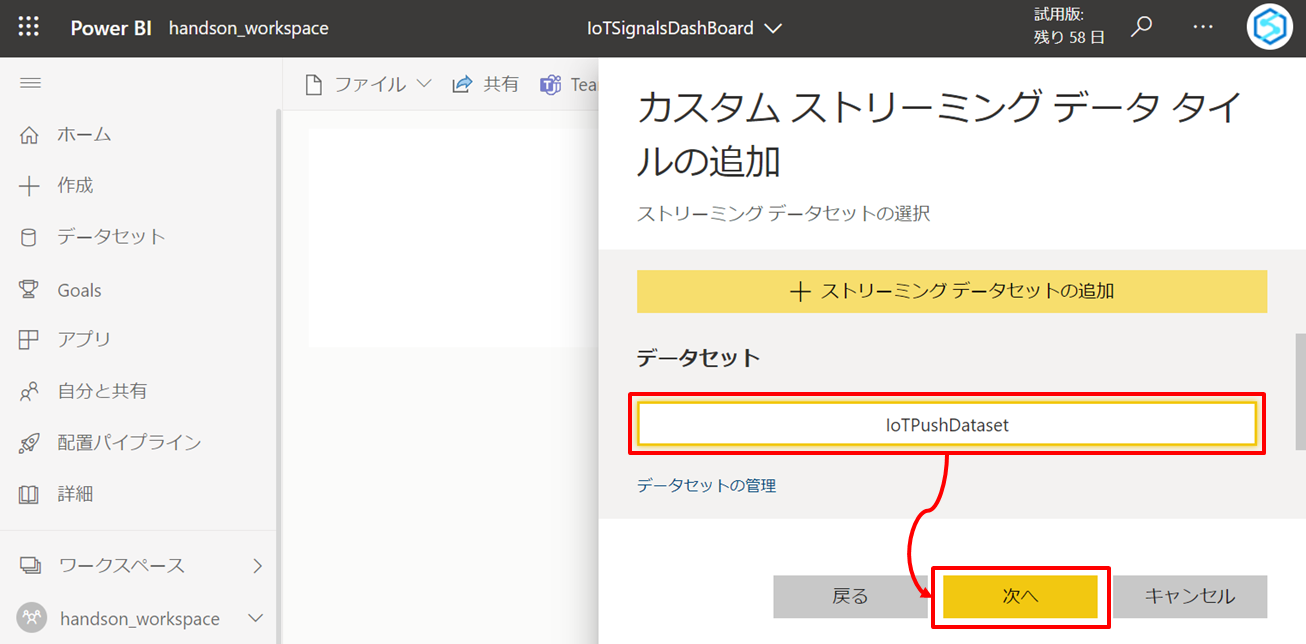 Power BI handson_workspace
IoTSignalsDashBoard
試用版:
残り 58 日
ホーム
作成
データセット
Goals
アプリ
自分と共有
配置パイプライン
詳細
ワークスペース
handson_workspace
ファイル
共有
Tea
カスタム ストリーミング データ タイ
ルの追加
ストリーミング データセットの選択
ストリーミング データセットの追加
データセット
IoTPushDataset
データセットの管理
戻る
次へ
キャンセル